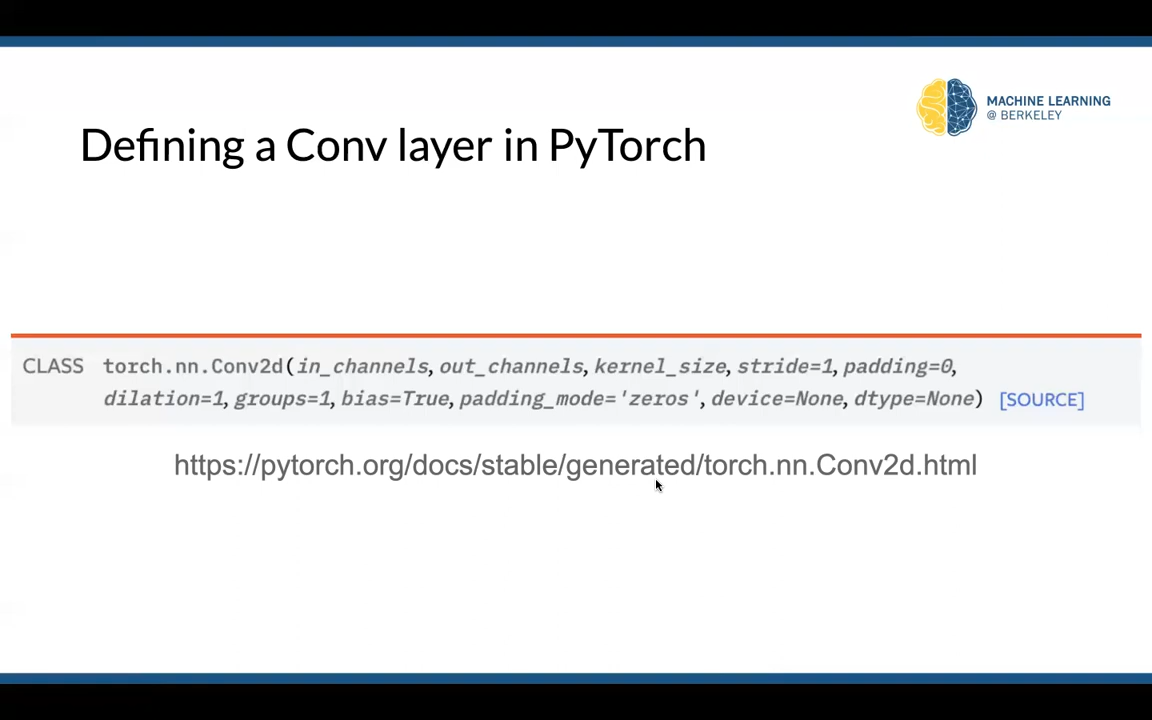 MACHINE LEARNING
@ BERKELEY
Defining a Conv layer in PyTorch
CLASS torch.nn.Conv2d(in_channels, out_channels, kernel_size, stride=1, padding=0,
dilation=1, groups=1, bias=True, padding_mode='zeros', device=None, dtype=None) [SOURCE]
https://pytorch.org/docs/stable/generated/torch.nn.Conv2d.html